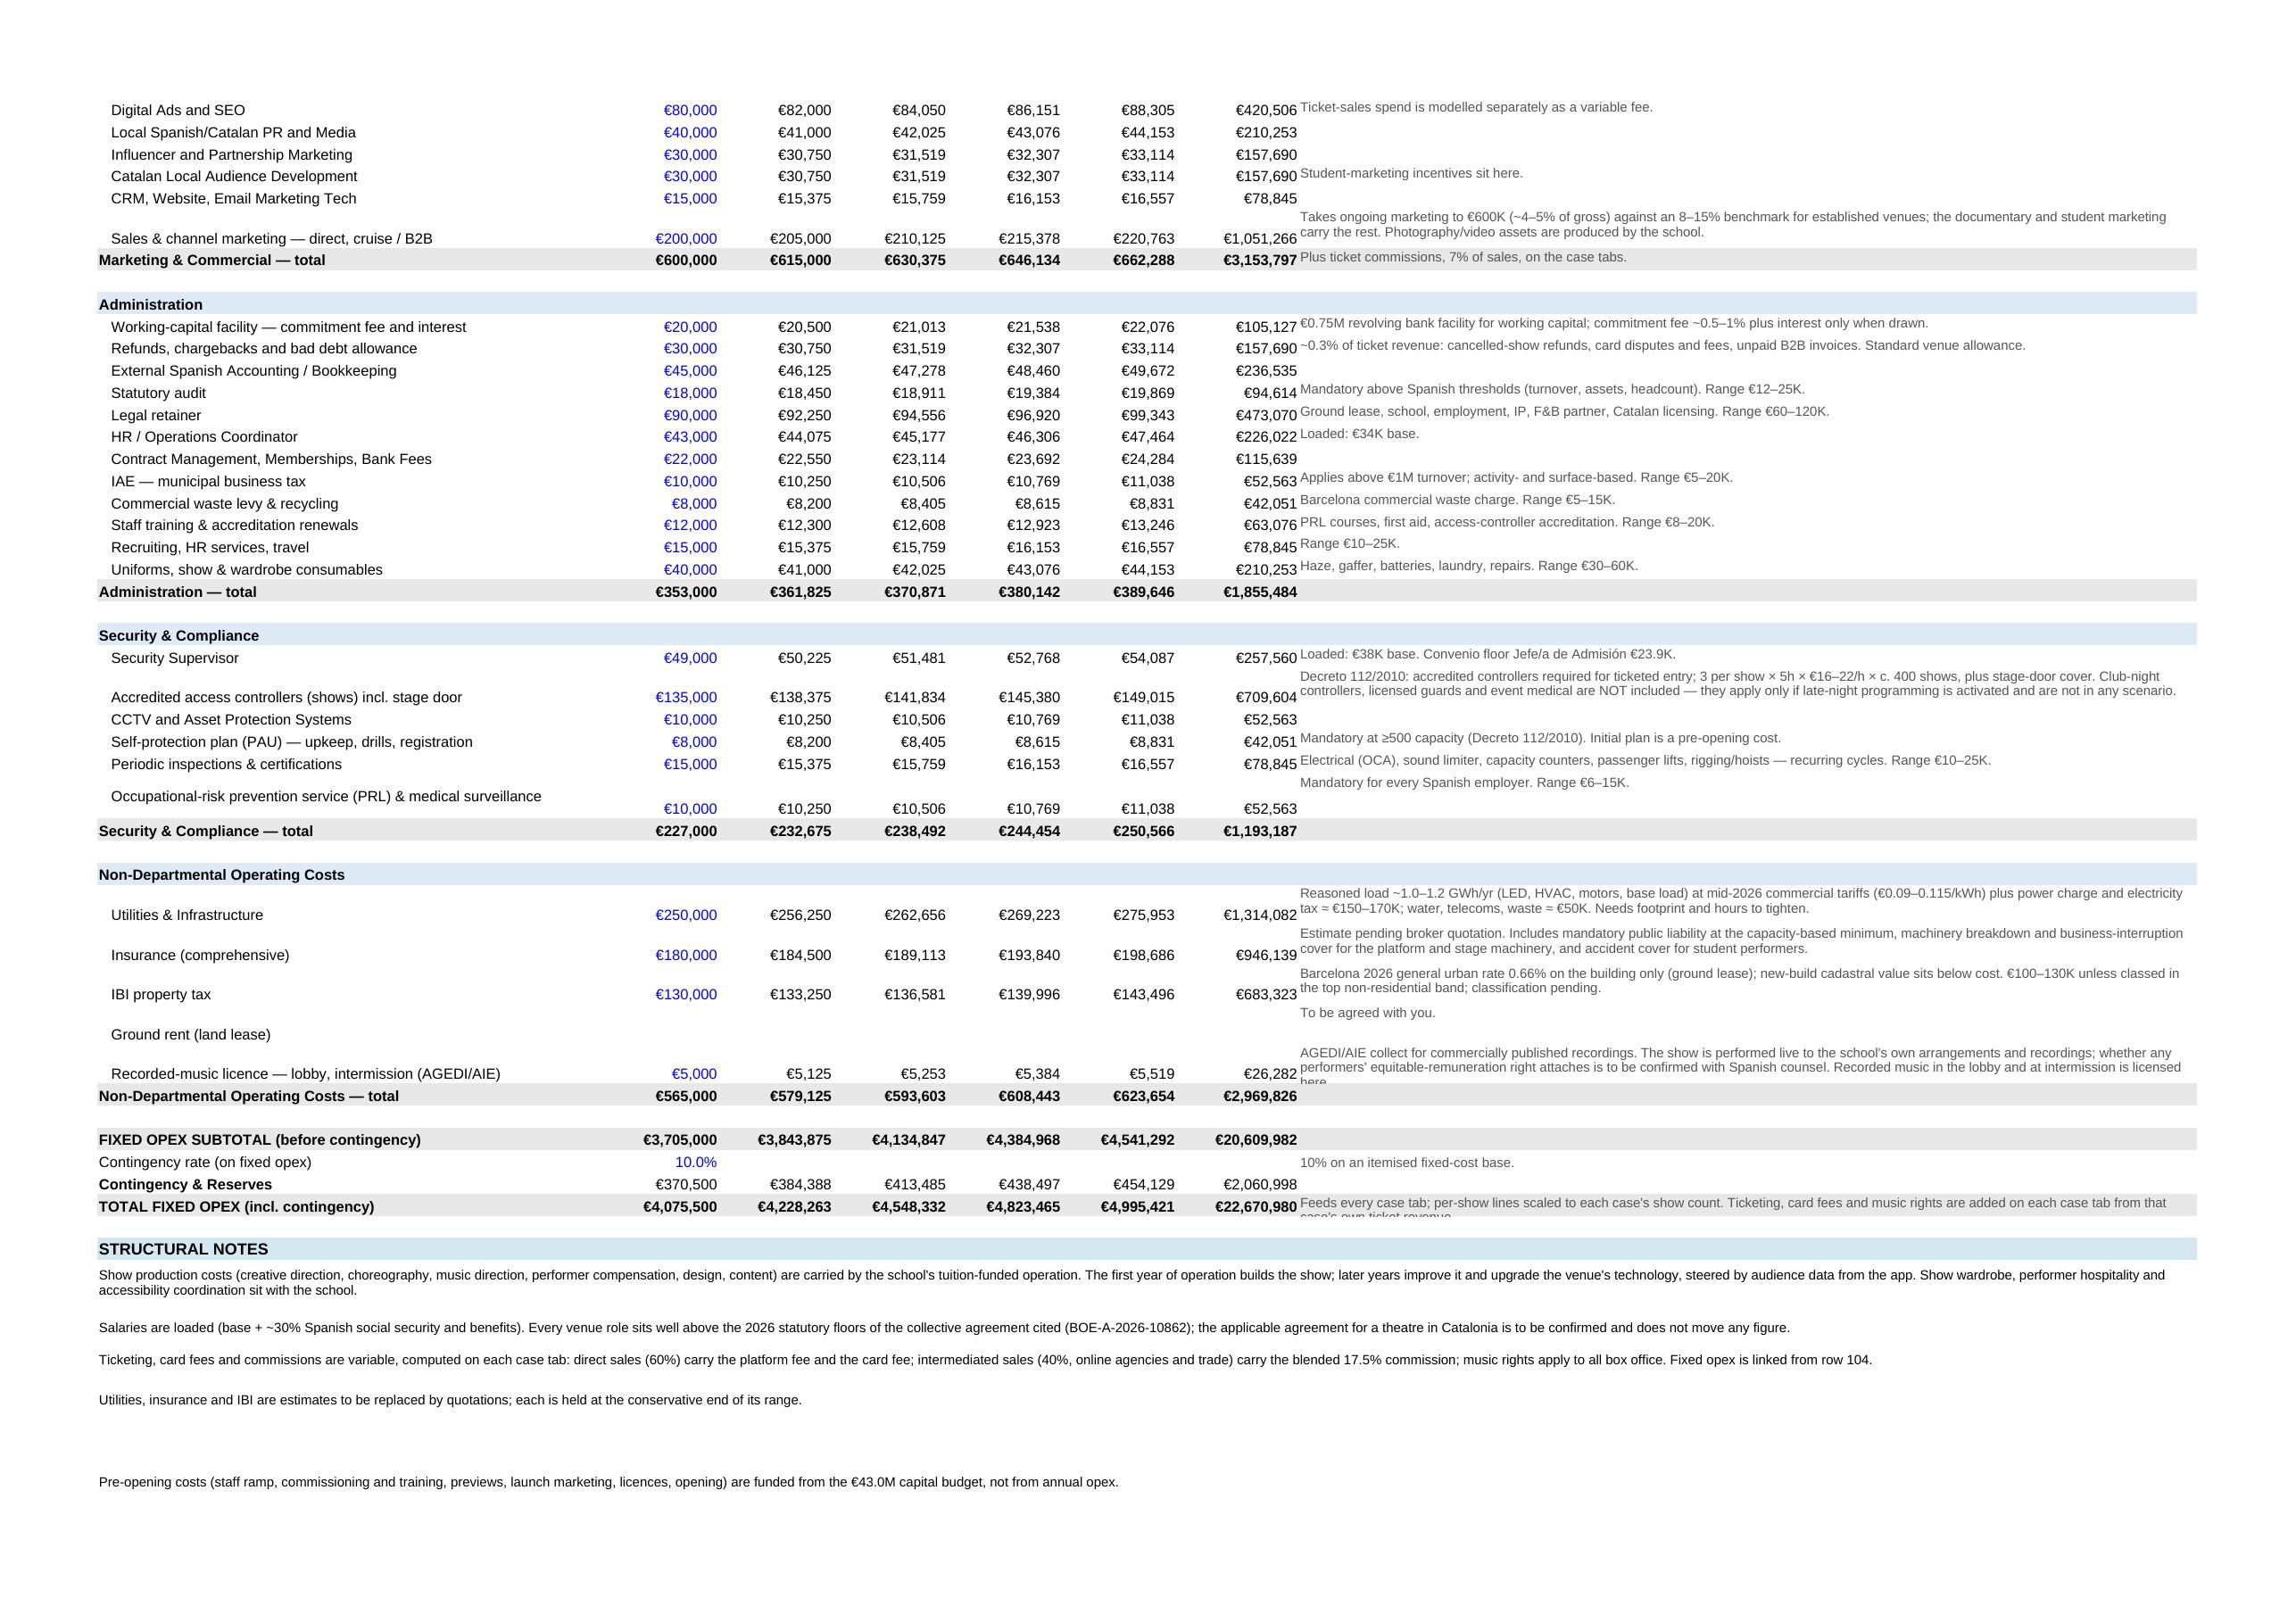 Digital Ads and SEO €80,000 €82,000 €84,050 €86,151 €88,305 €420,506 Ticket-sales spend is modelled separately as a variable fee.
Local Spanish/Catalan PR and Media €40,000 €41,000 €42,025 €43,076 €44,153 €210,253
Influencer and Partnership Marketing €30,000 €30,750 €31,519 €32,307 €33,114 €157,690
Catalan Local Audience Development €30,000 €30,750 €31,519 €32,307 €33,114 €157,690 Student-marketing incentives sit here.
CRM, Website, Email Marketing Tech €15,000 €15,375 €15,759 €16,153 €16,557 €78,845
Takes ongoing marketing to €600K (~4–5% of gross) against an 8–15% benchmark for established venues; the documentary and student marketing
carry the rest. Photography/video assets are produced by the school.
Sales & channel marketing — direct, cruise / B2B €200,000 €205,000 €210,125 €215,378 €220,763 €1,051,266
Marketing & Commercial — total €600,000 €615,000 €630,375 €646,134 €662,288 €3,153,797 Plus ticket commissions, 7% of sales, on the case tabs.
Administration
Working-capital facility — commitment fee and interest €20,000 €20,500 €21,013 €21,538 €22,076 €105,127 €0.75M revolving bank facility for working capital; commitment fee ~0.5–1% plus interest only when drawn.
Refunds, chargebacks and bad debt allowance €30,000 €30,750 €31,519 €32,307 €33,114 €157,690 ~0.3% of ticket revenue: cancelled-show refunds, card disputes and fees, unpaid B2B invoices. Standard venue allowance.
External Spanish Accounting / Bookkeeping €45,000 €46,125 €47,278 €48,460 €49,672 €236,535
Statutory audit €18,000 €18,450 €18,911 €19,384 €19,869 €94,614 Mandatory above Spanish thresholds (turnover, assets, headcount). Range €12–25K.
Legal retainer €90,000 €92,250 €94,556 €96,920 €99,343 €473,070 Ground lease, school, employment, IP, F&B partner, Catalan licensing. Range €60–120K.
HR / Operations Coordinator €43,000 €44,075 €45,177 €46,306 €47,464 €226,022 Loaded: €34K base.
Contract Management, Memberships, Bank Fees €22,000 €22,550 €23,114 €23,692 €24,284 €115,639
IAE — municipal business tax €10,000 €10,250 €10,506 €10,769 €11,038 €52,563 Applies above €1M turnover; activity- and surface-based. Range €5–20K.
Commercial waste levy & recycling €8,000 €8,200 €8,405 €8,615 €8,831 €42,051 Barcelona commercial waste charge. Range €5–15K.
Staff training & accreditation renewals €12,000 €12,300 €12,608 €12,923 €13,246 €63,076 PRL courses, first aid, access-controller accreditation. Range €8–20K.
Recruiting, HR services, travel €15,000 €15,375 €15,759 €16,153 €16,557 €78,845 Range €10–25K.
Uniforms, show & wardrobe consumables €40,000 €41,000 €42,025 €43,076 €44,153 €210,253 Haze, gaffer, batteries, laundry, repairs. Range €30–60K.
Administration — total €353,000 €361,825 €370,871 €380,142 €389,646 €1,855,484
Security & Compliance
Security Supervisor €49,000 €50,225 €51,481 €52,768 €54,087 €257,560 Loaded: €38K base. Convenio floor Jefe/a de Admisión €23.9K.
Decreto 112/2010: accredited controllers required for ticketed entry; 3 per show × 5h × €16–22/h × c. 400 shows, plus stage-door cover. Club-night
controllers, licensed guards and event medical are NOT included — they apply only if late-night programming is activated and are not in any scenario.
Accredited access controllers (shows) incl. stage door €135,000 €138,375 €141,834 €145,380 €149,015 €709,604
CCTV and Asset Protection Systems €10,000 €10,250 €10,506 €10,769 €11,038 €52,563
Self-protection plan (PAU) — upkeep, drills, registration €8,000 €8,200 €8,405 €8,615 €8,831 €42,051 Mandatory at ≥500 capacity (Decreto 112/2010). Initial plan is a pre-opening cost.
Periodic inspections & certifications €15,000 €15,375 €15,759 €16,153 €16,557 €78,845 Electrical (OCA), sound limiter, capacity counters, passenger lifts, rigging/hoists — recurring cycles. Range €10–25K.
Mandatory for every Spanish employer. Range €6–15K.
Occupational-risk prevention service (PRL) & medical surveillance €10,000 €10,250 €10,506 €10,769 €11,038 €52,563
Security & Compliance — total €227,000 €232,675 €238,492 €244,454 €250,566 €1,193,187
Non-Departmental Operating Costs
Reasoned load ~1.0–1.2 GWh/yr (LED, HVAC, motors, base load) at mid-2026 commercial tariffs (€0.09–0.115/kWh) plus power charge and electricity
tax ≈ €150–170K; water, telecoms, waste ≈ €50K. Needs footprint and hours to tighten.
Utilities & Infrastructure €250,000 €256,250 €262,656 €269,223 €275,953 €1,314,082
Estimate pending broker quotation. Includes mandatory public liability at the capacity-based minimum, machinery breakdown and business-interruption
cover for the platform and stage machinery, and accident cover for student performers.
Insurance (comprehensive) €180,000 €184,500 €189,113 €193,840 €198,686 €946,139
Barcelona 2026 general urban rate 0.66% on the building only (ground lease); new-build cadastral value sits below cost. €100–130K unless classed in
the top non-residential band; classification pending.
IBI property tax €130,000 €133,250 €136,581 €139,996 €143,496 €683,323
To be agreed with you.
Ground rent (land lease)
AGEDI/AIE collect for commercially published recordings. The show is performed live to the school's own arrangements and recordings; whether any
performers' equitable-remuneration right attaches is to be confirmed with Spanish counsel. Recorded music in the lobby and at intermission is licensed
here.
Recorded-music licence — lobby, intermission (AGEDI/AIE) €5,000 €5,125 €5,253 €5,384 €5,519 €26,282
Non-Departmental Operating Costs — total €565,000 €579,125 €593,603 €608,443 €623,654 €2,969,826
FIXED OPEX SUBTOTAL (before contingency) €3,705,000 €3,843,875 €4,134,847 €4,384,968 €4,541,292 €20,609,982
Contingency rate (on fixed opex) 10.0% 10% on an itemised fixed-cost base.
Contingency & Reserves €370,500 €384,388 €413,485 €438,497 €454,129 €2,060,998
TOTAL FIXED OPEX (incl. contingency) €4,075,500 €4,228,263 €4,548,332 €4,823,465 €4,995,421 €22,670,980 Feeds every case tab; per-show lines scaled to each case's show count. Ticketing, card fees and music rights are added on each case tab from that
case's own ticket revenue
STRUCTURAL NOTES
Show production costs (creative direction, choreography, music direction, performer compensation, design, content) are carried by the school's tuition-funded operation. The first year of operation builds the show; later years improve it and upgrade the venue's technology, steered by audience data from the app. Show wardrobe, performer hospitality and
accessibility coordination sit with the school.
Salaries are loaded (base + ~30% Spanish social security and benefits). Every venue role sits well above the 2026 statutory floors of the collective agreement cited (BOE-A-2026-10862); the applicable agreement for a theatre in Catalonia is to be confirmed and does not move any figure.
Ticketing, card fees and commissions are variable, computed on each case tab: direct sales (60%) carry the platform fee and the card fee; intermediated sales (40%, online agencies and trade) carry the blended 17.5% commission; music rights apply to all box office. Fixed opex is linked from row 104.
Utilities, insurance and IBI are estimates to be replaced by quotations; each is held at the conservative end of its range.
Pre-opening costs (staff ramp, commissioning and training, previews, launch marketing, licences, opening) are funded from the €43.0M capital budget, not from annual opex.